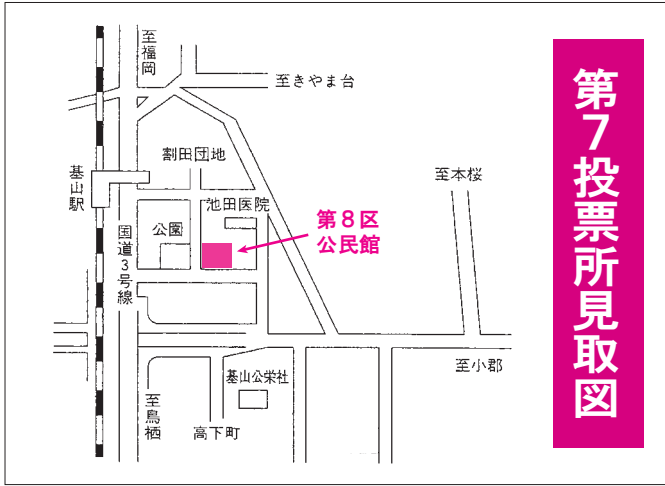 第7投票所見取図
至福岡
至きやま台
割田団地
基山駅
池田医院
至本桜
公園
第8区
公民館
国道3号線
至小郡
基山公栄社
至鳥栖
高下町